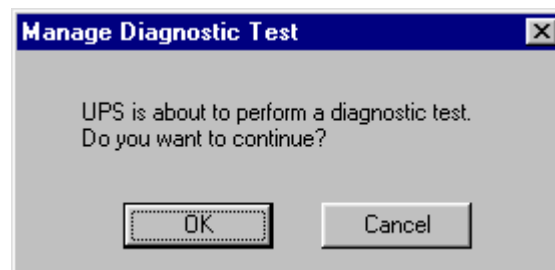 Manage Diagnostic Test
UPS is about to perform a diagnostic test.
Do you want to continue?
OK Cancel